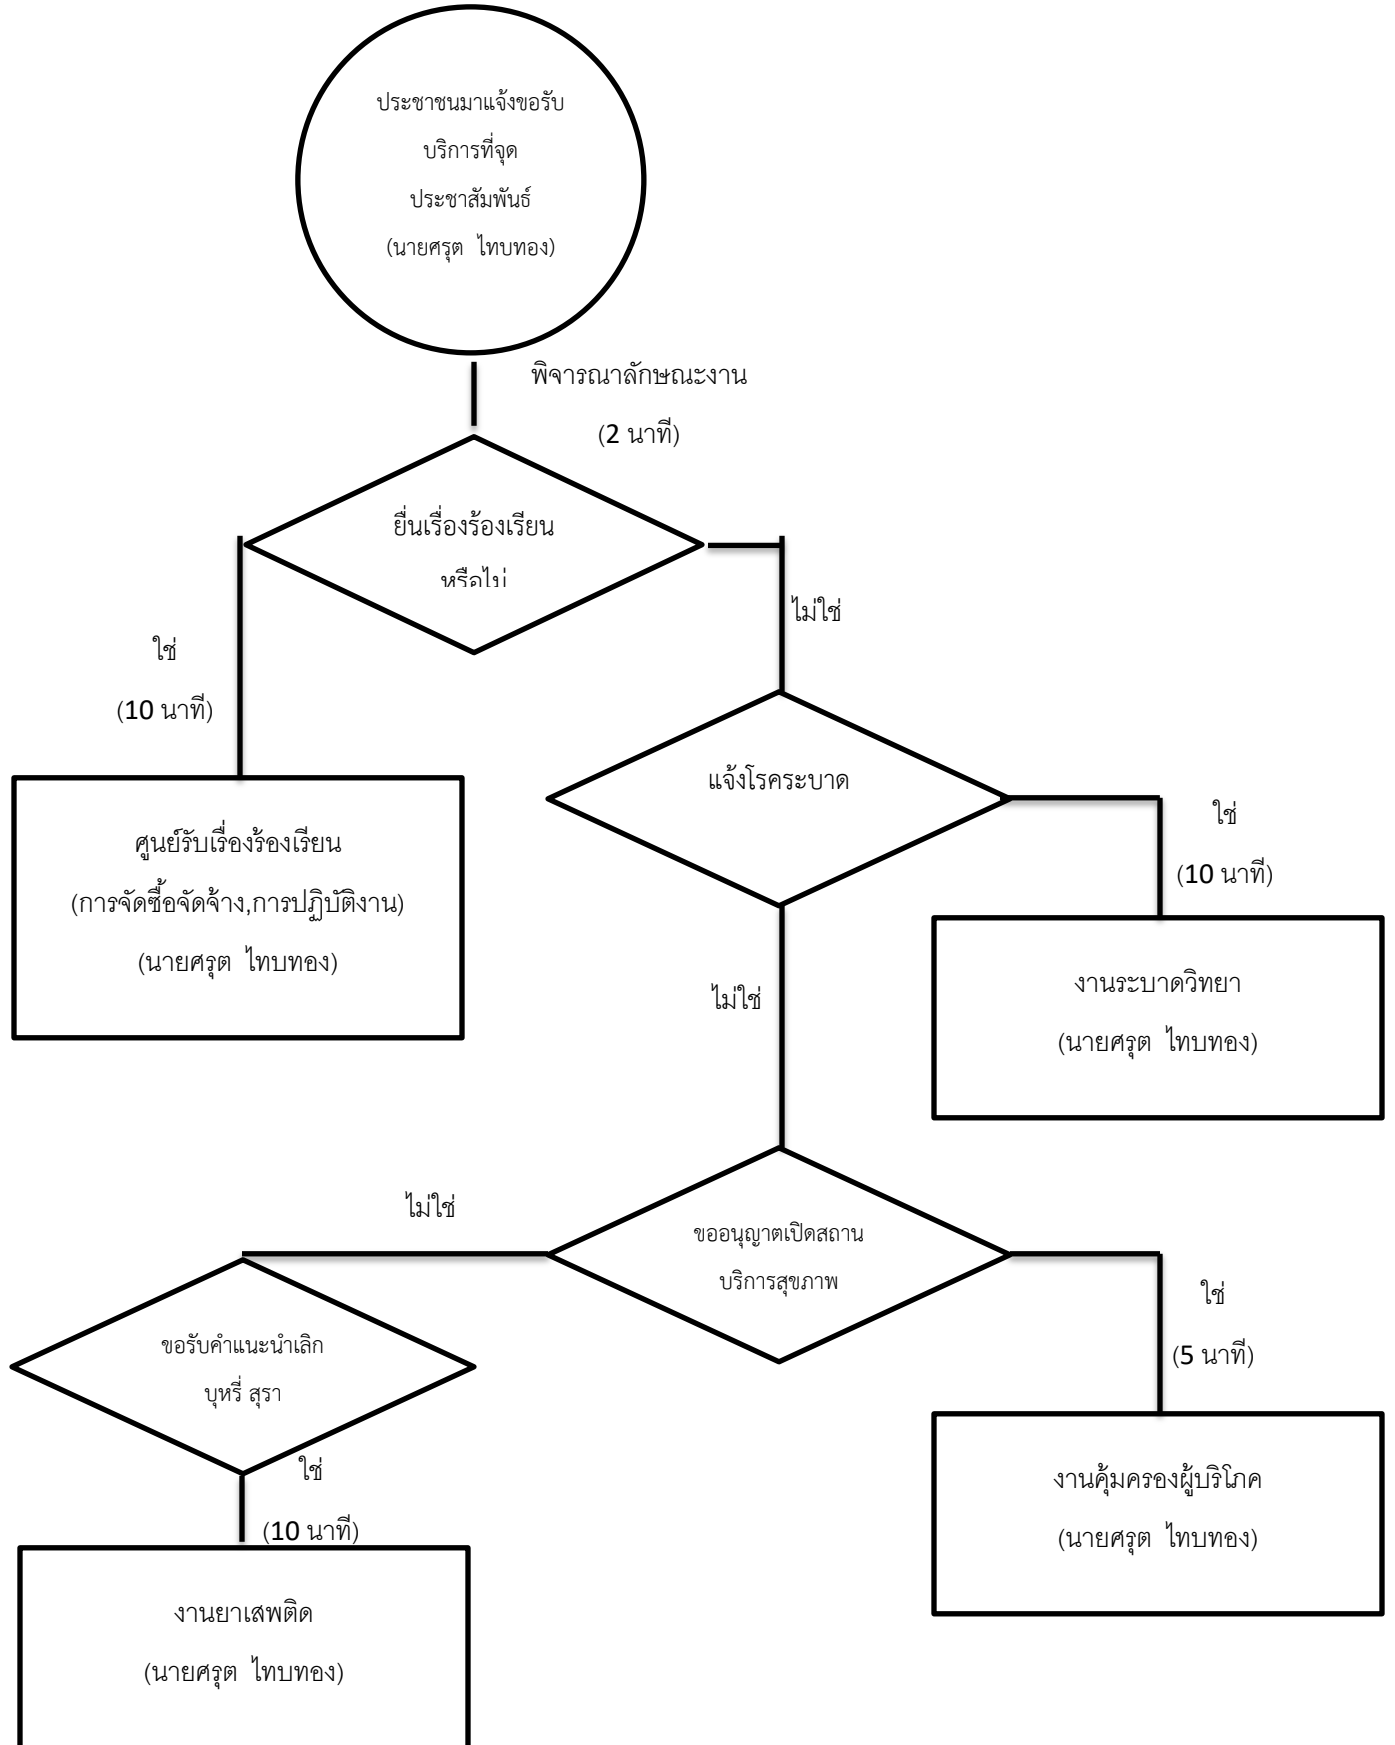 ประชาชนมาแจ้งขอรับ
บริการที่จุด
ประชาสัมพันธ์
(นายศรุต ไทบทอง)
พิจารณาลักษณะงาน
(2 นาที)
ยื่นเรื่องร้องเรียน
หรือไม่
ไม่ใช่
ใช่
(10 นาที)
แจ้งโรคระบาด
ใช่
(10 นาที)
ศูนย์รับเรื่องร้องเรียน
(การจัดซื้อจัดจ้าง,การปฏิบัติงาน)
(นายศรุต ไทบทอง)
งานระบาดวิทยา
(นายศรุต ไทบทอง)
ไม่ใช่
ไม่ใช่
ขออนุญาตเปิดสถาน
บริการสุขภาพ
ใช่
(5 นาที)
ขอรับคำแนะนำเลิก
บุหรี่ สุรา
ใช่
(10 นาที)
งานคุ้มครองผู้บริโภค
(นายศรุต ไทบทอง)
งานยาเสพติด
(นายศรุต ไทบทอง)